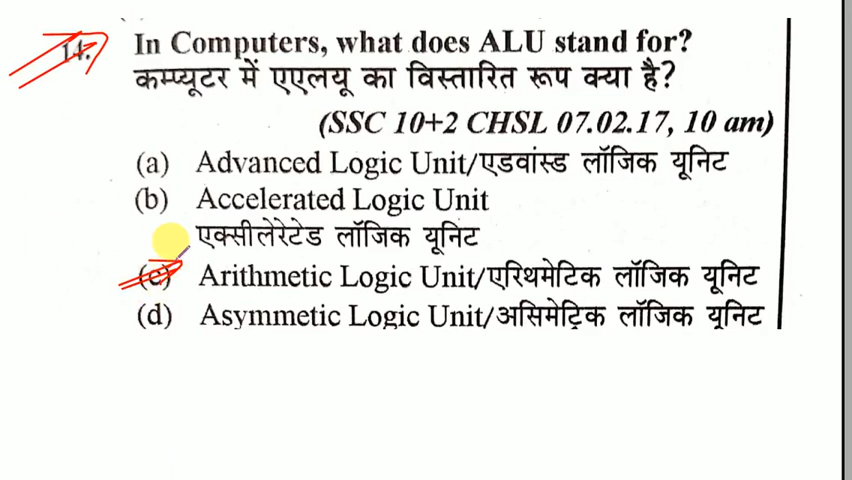 14. In Computers, what does ALU stand for?
कम्प्यूटर में एएलयू का विस्तारित रूप क्या है?
(SSC 10+2 CHSL 07.02.17, 10 am)
(a) Advanced Logic Unit/एडवांस्ड लॉजिक यूनिट
(b) Accelerated Logic Unit
एक्सीलेरेटेड लॉजिक यूनिट
(c) Arithmetic Logic Unit/एरिथमेटिक लॉजिक यूनिट
(d) Asymmetic Logic Unit/असिमेट्रिक लॉजिक यूनिट